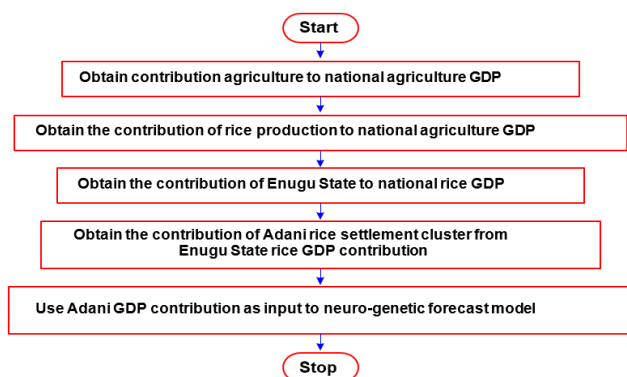 Start
Obtain contribution agriculture to national agriculture GDP
Obtain the contribution of rice production to national agriculture GDP
Obtain the contribution of Enugu State to national rice GDP
Obtain the contribution of Adani rice settlement cluster from
Enugu State rice GDP contribution
Use Adani GDP contribution as input to neuro-genetic forecast model
Stop